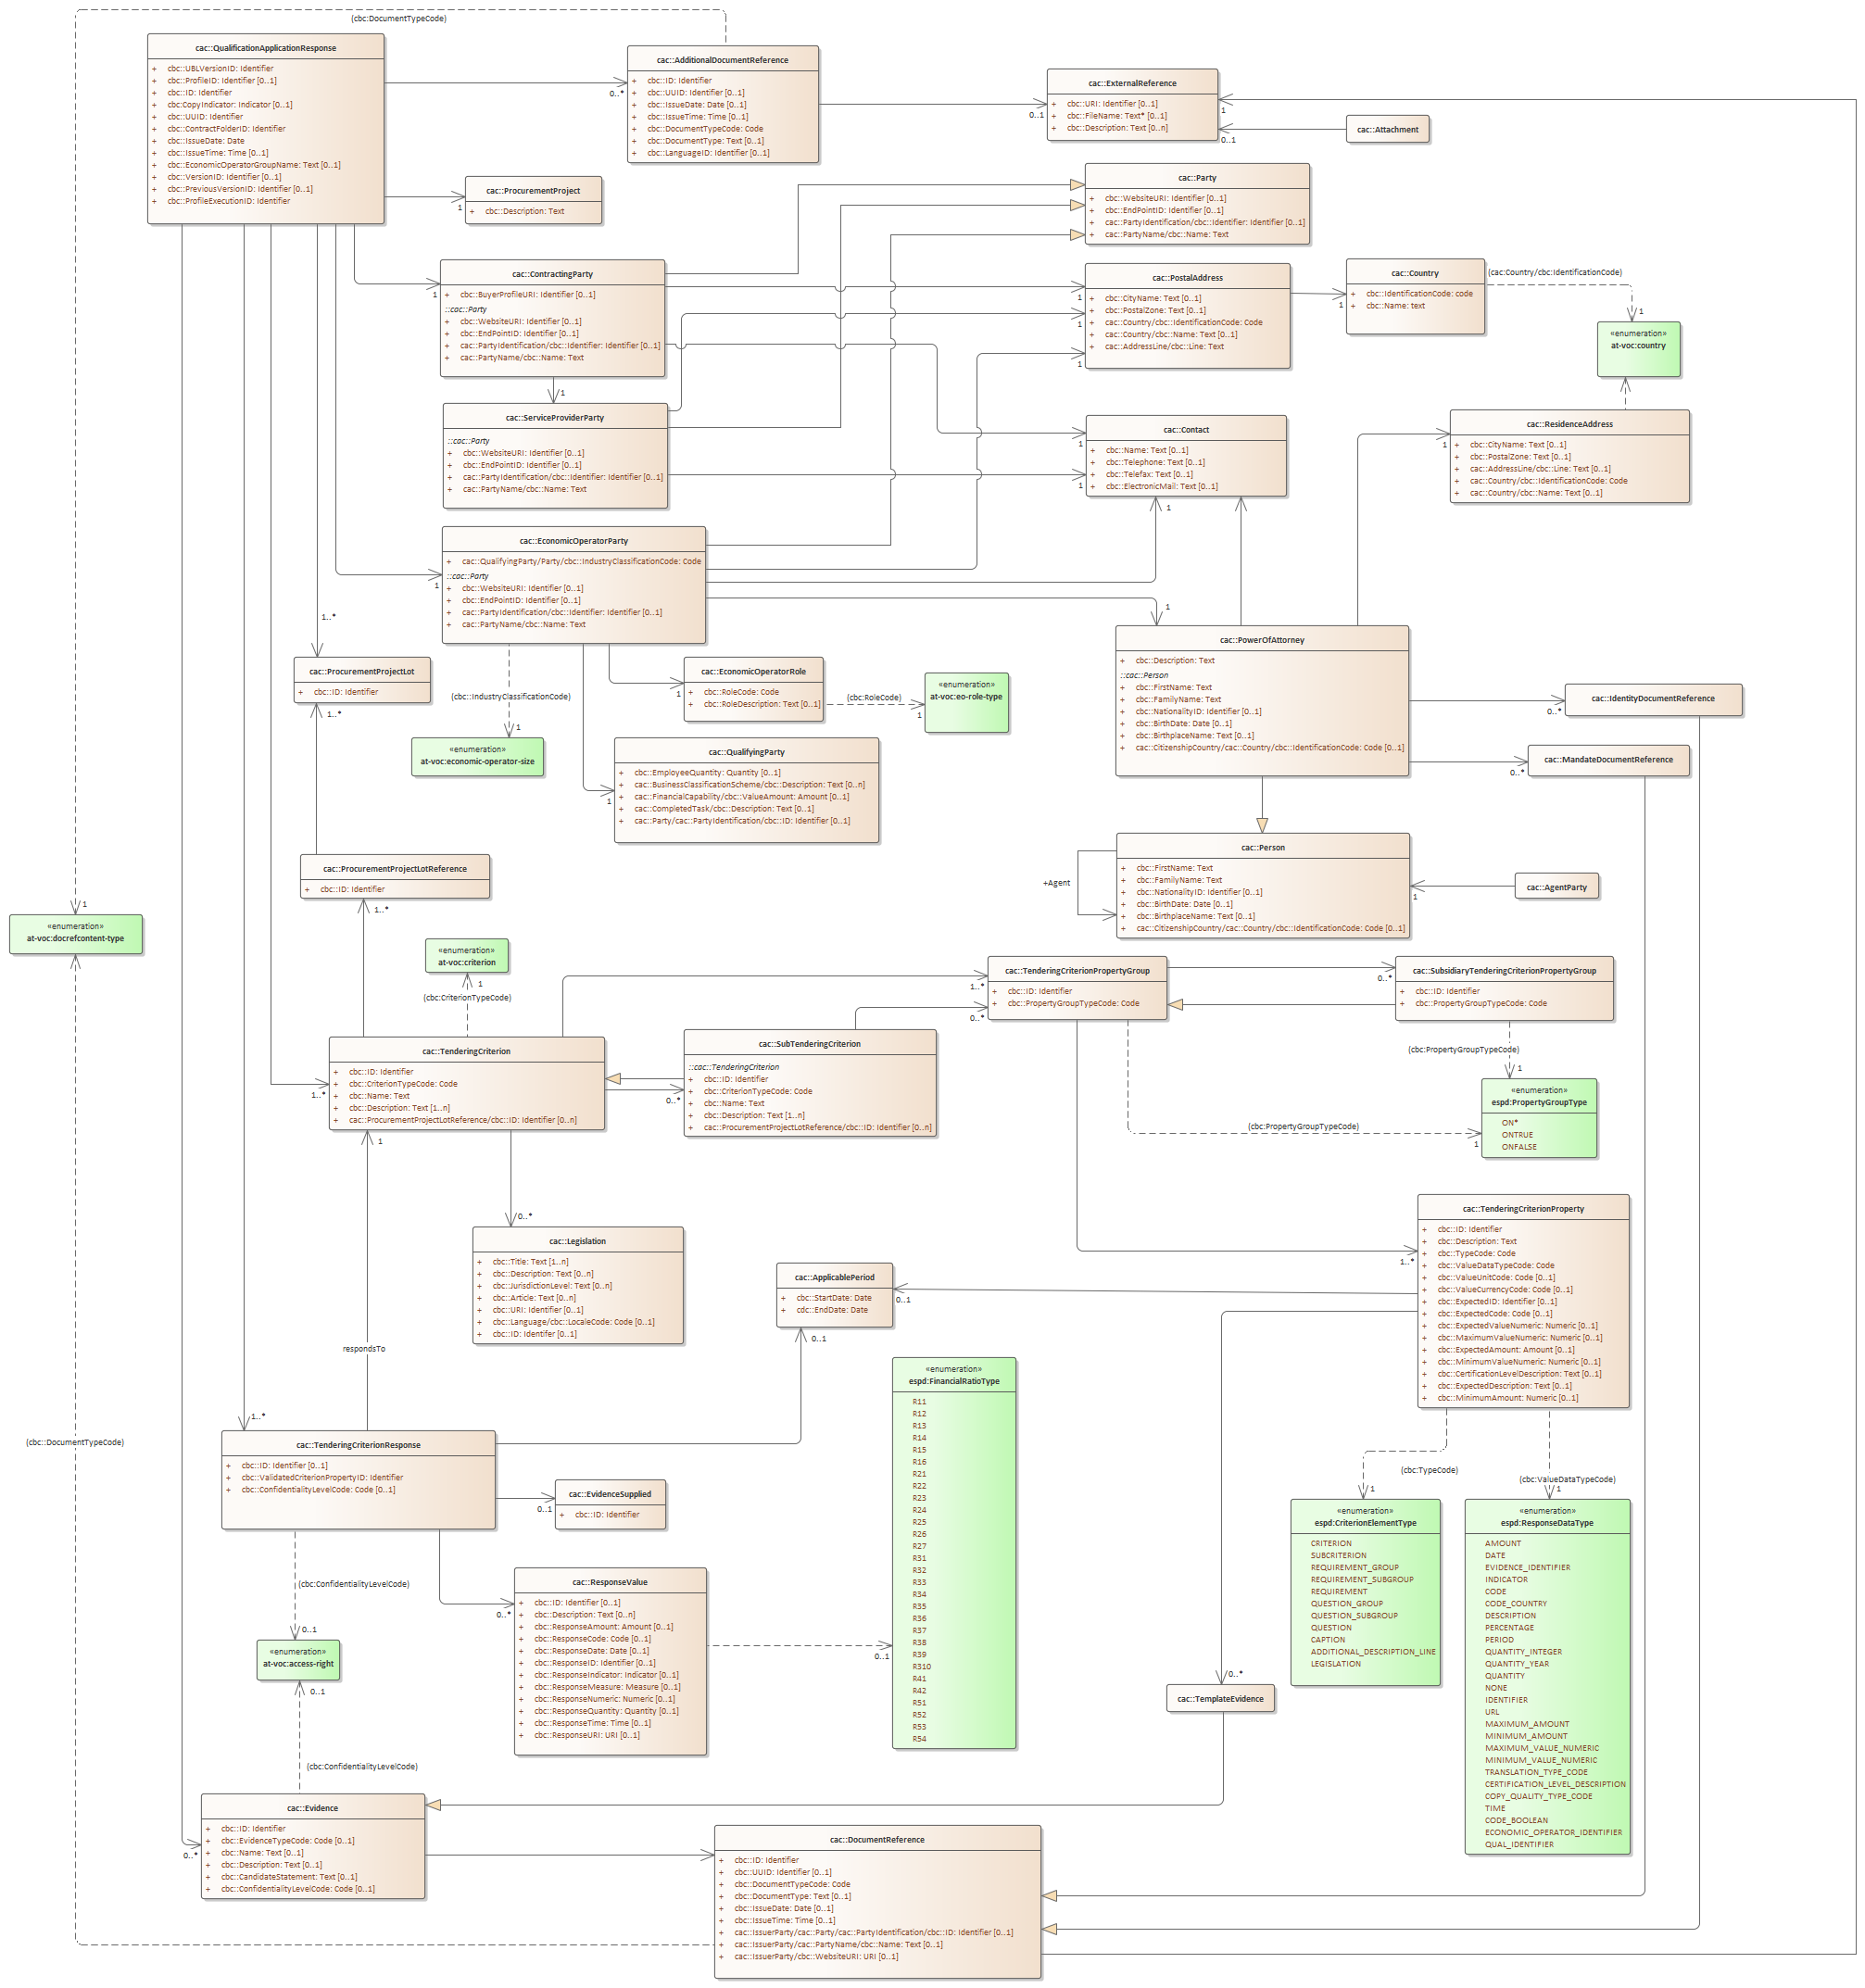 {cbc:DocumentTypeCode}
cac::QualificationApplicationResponse
+ cbc::UBLVersionID: Identifier
+ cbc::ProfileID: Identifier [0..1]
+ cbc::ID: Identifier
+ cbc:CopyIndicator: Indicator [0..1]
+ cbc::UUID: Identifier
+ cbc::ContractFolderID: Identifier
+ cbc::IssueDate: Date
+ cbc::IssueTime: Time [0..1]
+ cbc::EconomicOperatorGroupName: Text [0..1]
+ cbc::VersionID: Identifier [0..1]
+ cbc::PreviousVersionID: Identifier [0..1]
+ cbc::ProfileExecutionID: Identifier
0..*
cac::AdditionalDocumentReference
+ cbc::ID: Identifier
+ cbc::UUID: Identifier [0..1]
+ cbc::IssueDate: Date [0..1]
+ cbc::IssueTime: Time [0..1]
+ cbc::DocumentTypeCode: Code
+ cbc::DocumentType: Text [0..1]
+ cbc::LanguageID: Identifier [0..1]
0..1
cac::ExternalReference
+ cbc::URI: Identifier [0..1]
+ cbc::FileName: Text* [0..1]
+ cbc::Description: Text [0..n]
1
0..1
cac::Attachment
1
cac::ProcurementProject
+ cbc::Description: Text
cac::Party
+ cbc::WebsiteURI: Identifier [0..1]
+ cbc::EndPointID: Identifier [0..1]
+ cac::PartyIdentification/cbc::Identifier: Identifier [0..1]
+ cac::PartyName/cbc::Name: Text
1
cac::ContractingParty
+ cbc::BuyerProfileURI: Identifier [0..1]
::cac::Party
+ cbc::WebsiteURI: Identifier [0..1]
+ cbc::EndPointID: Identifier [0..1]
+ cac::PartyIdentification/cbc::Identifier: Identifier [0..1]
+ cac::PartyName/cbc::Name: Text
1
1
1
cac::PostalAddress
+ cbc::CityName: Text [0..1]
+ cbc::PostalZone: Text [0..1]
+ cac::Country/cbc::IdentificationCode: Code
+ cac::Country/cbc::Name: Text [0..1]
+ cac::AddressLine/cbc::Line: Text
1
cac::Country
+ cbc::IdentificationCode: code
+ cbc::Name: text
{cac:Country/cbc:IdentificationCode}
1
«enumeration»
at-voc:country
1
cac::ServiceProviderParty
::cac::Party
+ cbc::WebsiteURI: Identifier [0..1]
+ cbc::EndPointID: Identifier [0..1]
+ cac::PartyIdentification/cbc::Identifier: Identifier [0..1]
+ cac::PartyName/cbc::Name: Text
1
1
cac::Contact
+ cbc::Name: Text [0..1]
+ cbc::Telephone: Text [0..1]
+ cbc::Telefax: Text [0..1]
+ cbc::ElectronicMail: Text [0..1]
1
1
cac::ResidenceAddress
+ cbc::CityName: Text [0..1]
+ cbc::PostalZone: Text [0..1]
+ cac::AddressLine/cbc::Line: Text [0..1]
+ cac::Country/cbc::IdentificationCode: Code
+ cac::Country/cbc::Name: Text [0..1]
1
cac::EconomicOperatorParty
+ cac::QualifyingParty/Party/cbc::IndustryClassificationCode: Code
::cac::Party
+ cbc::WebsiteURI: Identifier [0..1]
+ cbc::EndPointID: Identifier [0..1]
+ cac::PartyIdentification/cbc::Identifier: Identifier [0..1]
+ cac::PartyName/cbc::Name: Text
1
1..*
cac::ProcurementProjectLot
+ cbc::ID: Identifier
1..*
{cbc::IndustryClassificationCode}
1
«enumeration»
at-voc:economic-operator-size
1
cac::EconomicOperatorRole
+ cbc::RoleCode: Code
+ cbc::RoleDescription: Text [0..1]
{cbc:RoleCode}
1
«enumeration»
at-voc:eo-role-type
1
cac::QualifyingParty
+ cbc::EmployeeQuantity: Quantity [0..1]
+ cac::BusinessClassificationScheme/cbc::Description: Text [0..n]
+ cac::FinancialCapability/cbc::ValueAmount: Amount [0..1]
+ cac::CompletedTask/cbc::Description: Text [0..1]
+ cac::Party/cac::PartyIdentification/cbc::ID: Identifier [0..1]
cac::PowerOfAttorney
+ cbc::Description: Text
::cac::Person
+ cbc::FirstName: Text
+ cbc::FamilyName: Text
+ cbc::NationalityID: Identifier [0..1]
+ cbc::BirthDate: Date [0..1]
+ cbc::BirthplaceName: Text [0..1]
+ cac::CitizenshipCountry/cac::Country/cbc::IdentificationCode: Code [0..1]
0..*
cac::IdentityDocumentReference
0..*
cac::MandateDocumentReference
cac::Person
+ cbc::FirstName: Text
+ cbc::FamilyName: Text
+ cbc::NationalityID: Identifier [0..1]
+ cbc::BirthDate: Date [0..1]
+ cbc::BirthplaceName: Text [0..1]
+ cac::CitizenshipCountry/cac::Country/cbc::IdentificationCode: Code [0..1]
+Agent
1
cac::AgentParty
cac::ProcurementProjectLotReference
+ cbc::ID: Identifier
1..*
1
«enumeration»
at-voc:docrefcontent-type
«enumeration»
at-voc:criterion
1
{cbc:CriterionTypeCode}
1..*
0..*
cac::TenderingCriterionPropertyGroup
+ cbc::ID: Identifier
+ cbc::PropertyGroupTypeCode: Code
0..*
cac::SubsidiaryTenderingCriterionPropertyGroup
+ cbc::ID: Identifier
+ cbc::PropertyGroupTypeCode: Code
{cbc:PropertyGroupTypeCode}
1
«enumeration»
espd:PropertyGroupType
ON*
ONTRUE
ONFALSE
{cbc:PropertyGroupTypeCode}
1
1..*
cac::TenderingCriterion
+ cbc::ID: Identifier
+ cbc::CriterionTypeCode: Code
+ cbc::Name: Text
+ cbc::Description: Text [1..n]
+ cac::ProcurementProjectLotReference/cbc::ID: Identifier [0..n]
1
0..*
cac::SubTenderingCriterion
::cac::TenderingCriterion
+ cbc::ID: Identifier
+ cbc::CriterionTypeCode: Code
+ cbc::Name: Text
+ cbc::Description: Text [1..n]
+ cac::ProcurementProjectLotReference/cbc::ID: Identifier [0..n]
0..*
cac::Legislation
+ cbc::Title: Text [1..n]
+ cbc::Description: Text [0..n]
+ cbc::JurisdictionLevel: Text [0..n]
+ cbc::Article: Text [0..n]
+ cbc::URI: Identifier [0..1]
+ cbc::Language/cbc::LocaleCode: Code [0..1]
+ cbc::ID: Identifer [0..1]
cac::ApplicablePeriod
+ cbc::StartDate: Date
+ cdc::EndDate: Date
0..1
0..1
1..*
cac::TenderingCriterionProperty
+ cbc::ID: Identifier
+ cbc::Description: Text
+ cbc::TypeCode: Code
+ cbc::ValueDataTypeCode: Code
+ cbc::ValueUnitCode: Code [0..1]
+ cbc::ValueCurrencyCode: Code [0..1]
+ cbc::ExpectedID: Identifier [0..1]
+ cbc::ExpectedCode: Code [0..1]
+ cbc::ExpectedValueNumeric: Numeric [0..1]
+ cbc::MaximumValueNumeric: Numeric [0..1]
+ cbc::ExpectedAmount: Amount [0..1]
+ cbc::MinimumValueNumeric: Numeric [0..1]
+ cbc::CertificationLevelDescription: Text [0..1]
+ cbc::ExpectedDescription: Text [0..1]
+ cbc::MinimumAmount: Numeric [0..1]
respondsTo
{cbc::DocumentTypeCode}
1..*
cac::TenderingCriterionResponse
+ cbc::ID: Identifier [0..1]
+ cbc::ValidatedCriterionPropertyID: Identifier
+ cbc::ConfidentialityLevelCode: Code [0..1]
0..1
cac::EvidenceSupplied
+ cbc::ID: Identifier
«enumeration»
espd:FinancialRatioType
R11
R12
R13
R14
R15
R16
R21
R22
R23
R24
R25
R26
R27
R31
R32
R33
R34
R35
R36
R37
R38
R39
R310
R41
R42
R51
R52
R53
R54
{cbc:TypeCode}
1
«enumeration»
espd:CriterionElementType
CRITERION
SUBCRITERION
REQUIREMENT_GROUP
REQUIREMENT_SUBGROUP
REQUIREMENT
QUESTION_GROUP
QUESTION_SUBGROUP
QUESTION
CAPTION
ADDITIONAL_DESCRIPTION_LINE
LEGISLATION
{cbc:ValueDataTypeCode}
1
«enumeration»
espd:ResponseDataType
AMOUNT
DATE
EVIDENCE_IDENTIFIER
INDICATOR
CODE
CODE_COUNTRY
DESCRIPTION
PERCENTAGE
PERIOD
QUANTITY_INTEGER
QUANTITY_YEAR
QUANTITY
NONE
IDENTIFIER
URL
MAXIMUM_AMOUNT
MINIMUM_AMOUNT
MAXIMUM_VALUE_NUMERIC
MINIMUM_VALUE_NUMERIC
TRANSLATION_TYPE_CODE
CERTIFICATION_LEVEL_DESCRIPTION
COPY_QUALITY_TYPE_CODE
TIME
CODE_BOOLEAN
ECONOMIC_OPERATOR_IDENTIFIER
QUAL_IDENTIFIER
{cbc:ConfidentialityLevelCode}
0..1
«enumeration»
at-voc:access-right
0..1
{cbc:ConfidentialityLevelCode}
0..*
cac::ResponseValue
+ cbc::ID: Identifier [0..1]
+ cbc::Description: Text [0..n]
+ cbc::ResponseAmount: Amount [0..1]
+ cbc::ResponseCode: Code [0..1]
+ cbc::ResponseDate: Date [0..1]
+ cbc::ResponseID: Identifier [0..1]
+ cbc::ResponseIndicator: Indicator [0..1]
+ cbc::ResponseMeasure: Measure [0..1]
+ cbc::ResponseNumeric: Numeric [0..1]
+ cbc::ResponseQuantity: Quantity [0..1]
+ cbc::ResponseTime: Time [0..1]
+ cbc::ResponseURI: URI [0..1]
0..1
0..*
cac::TemplateEvidence
0..*
cac::Evidence
+ cbc::ID: Identifier
+ cbc::EvidenceTypeCode: Code [0..1]
+ cbc::Name: Text [0..1]
+ cbc::Description: Text [0..1]
+ cbc::CandidateStatement: Text [0..1]
+ cbc::ConfidentialityLevelCode: Code [0..1]
cac::DocumentReference
+ cbc::ID: Identifier
+ cbc::UUID: Identifier [0..1]
+ cbc::DocumentTypeCode: Code
+ cbc::DocumentType: Text [0..1]
+ cbc::IssueDate: Date [0..1]
+ cbc::IssueTime: Time [0..1]
+ cac::IssuerParty/cac::Party/cac::PartyIdentification/cbc::ID: Identifier [0..1]
+ cac::IssuerParty/cac::PartyName/cbc::Name: Text [0..1]
+ cac::IssuerParty/cbc::WebsiteURI: URI [0..1]